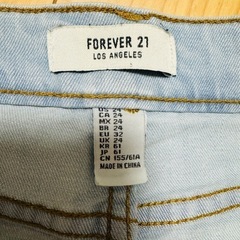 FOREVER 21
LOS ANGELES
US 24
CA 24
MX 24
BR 24
EU 32
UK 24
KR 61
JP 61
CN 155/61A
MADE IN CHINA